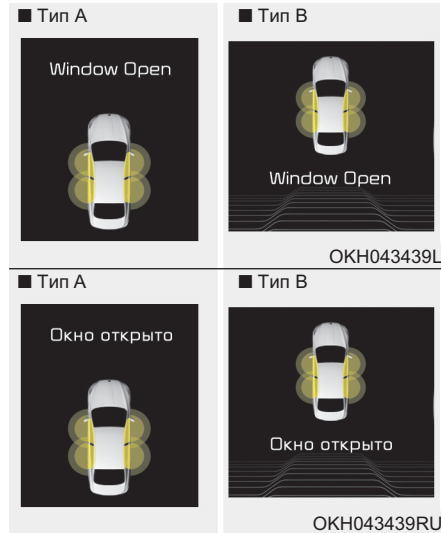 ■ Тип A
Window Open
■ Тип B
Window Open
OKH043439L
■ Тип A
Окно открыто
■ Тип B
Окно открыто
OKH043439RU